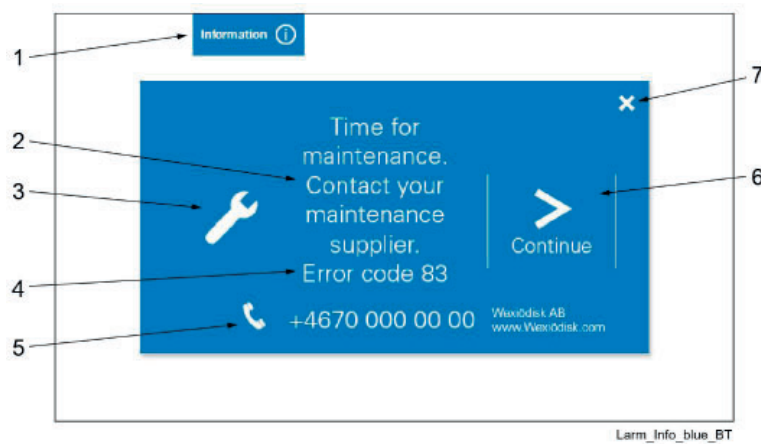 1
Information i
7
2
Time for
maintenance.
Contact your
maintenance
supplier.
3
6
Continue
4
Error code 83
5
+4670 000 00 00
Wexiödisk AB
www.Wexiodisk.com
Larm_Info_blue_BT